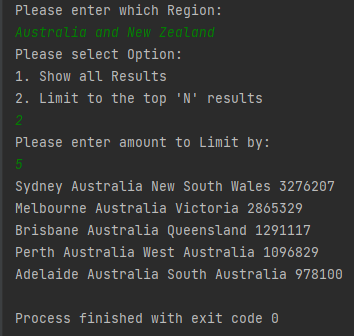 Please enter which Region:
Australia and New Zealand
Please select Option:
1. Show all Results
2. Limit to the top 'N' results
2
Please enter amount to Limit by:
5
Sydney Australia New South Wales 3276207
Melbourne Australia Victoria 2865329
Brisbane Australia Queensland 1291117
Perth Australia West Australia 1096829
Adelaide Australia South Australia 978100
Process finished with exit code 0